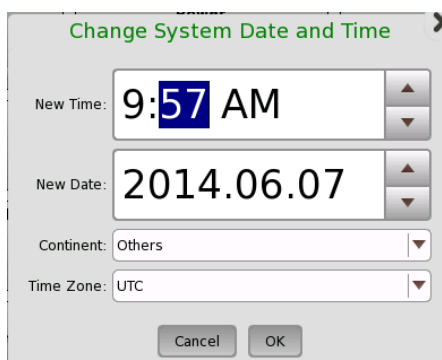 Change System Date and Time
New Time: 9:57 AM
New Date: 2014.06.07
Continent: Others
Time Zone: UTC
Cancel OK